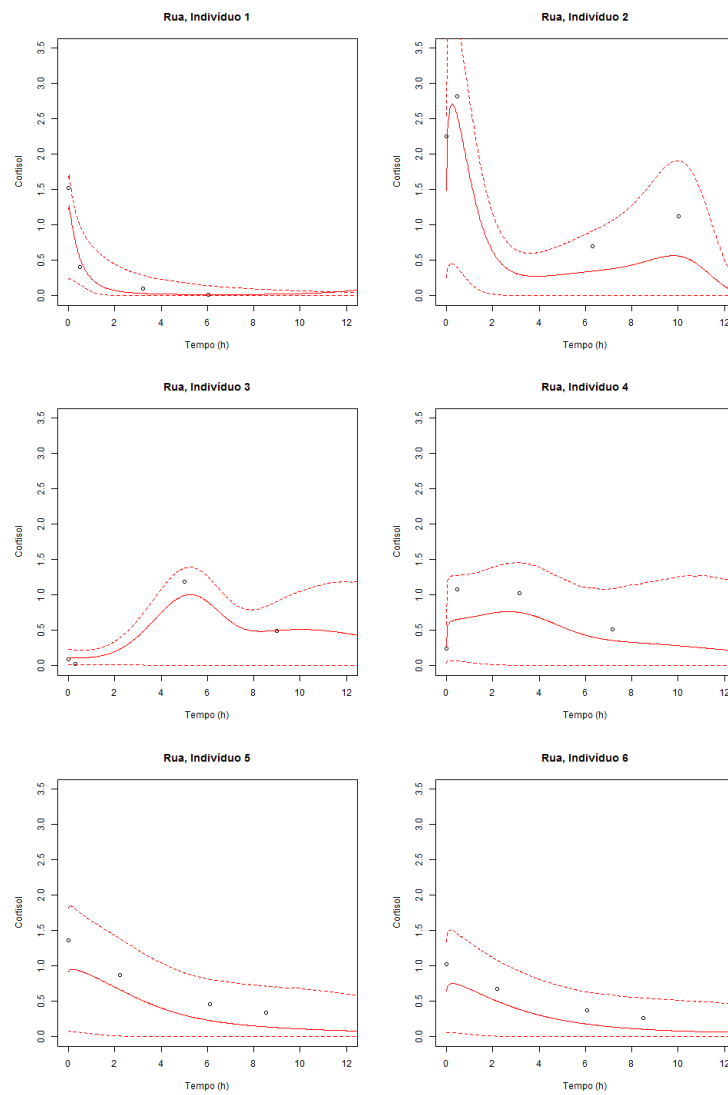 Rua, Indivíduo 1
Rua, Indivíduo 2
Cortisol
0.0 0.5 1.0 1.5 2.0 2.5 3.0 3.5
0 2 4 6 8 10 12
Tempo (h)
Cortisol
0.0 0.5 1.0 1.5 2.0 2.5 3.0 3.5
0 2 4 6 8 10 12
Tempo (h)
Rua, Indivíduo 3
Rua, Indivíduo 4
Cortisol
0.0 0.5 1.0 1.5 2.0 2.5 3.0 3.5
0 2 4 6 8 10 12
Tempo (h)
Cortisol
0.0 0.5 1.0 1.5 2.0 2.5 3.0 3.5
0 2 4 6 8 10 12
Tempo (h)
Rua, Indivíduo 5
Rua, Indivíduo 6
Cortisol
0.0 0.5 1.0 1.5 2.0 2.5 3.0 3.5
0 2 4 6 8 10 12
Tempo (h)
Cortisol
0.0 0.5 1.0 1.5 2.0 2.5 3.0 3.5
0 2 4 6 8 10 12
Tempo (h)